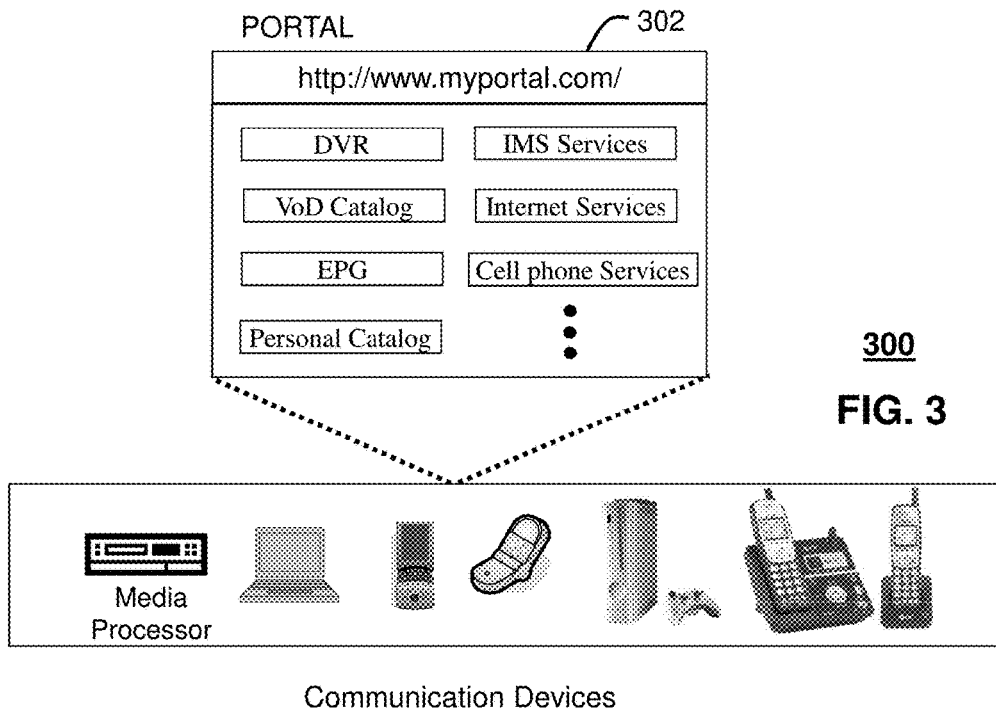 PORTAL
302
http://www.myportal.com/
DVR
IMS Services
VoD Catalog
Internet Services
EPG
Cell phone Services
Personal Catalog
300
FIG. 3
Media
Processor
Communication Devices